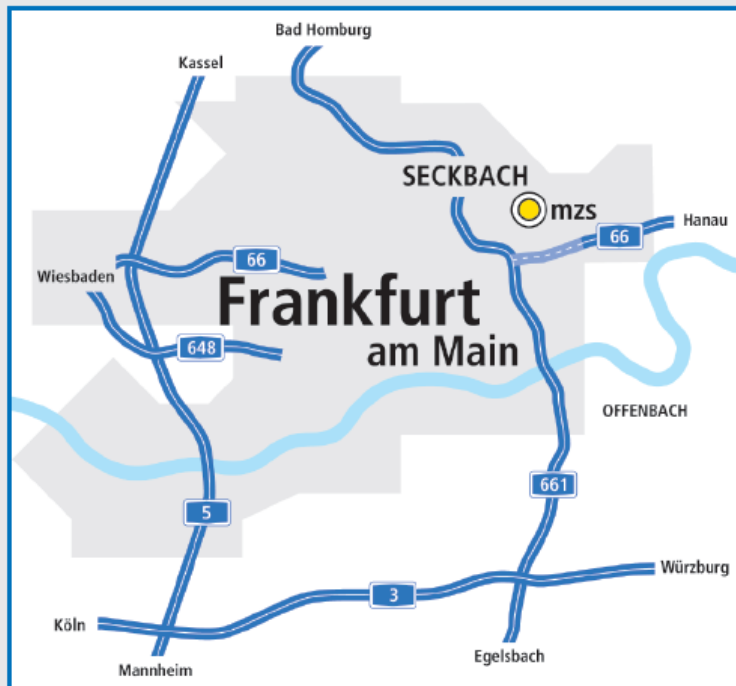 Bad Homburg
Kassel
SECKBACH
mzs
Hanau
66
66
Wiesbaden
Frankfurt
am Main
648
OFFENBACH
661
5
Würzburg
3
Köln
Egelsbach
Mannheim